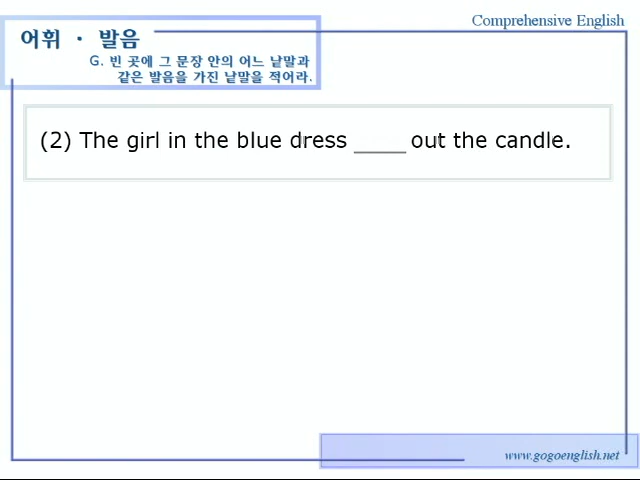 Comprehensive English
어휘 · 발음
G. 빈 곳에 그 문장 안의 어느 낱말과
같은 발음을 가진 낱말을 적어라.
(2) The girl in the blue dress ____ out the candle.
www.gogoenglish.net